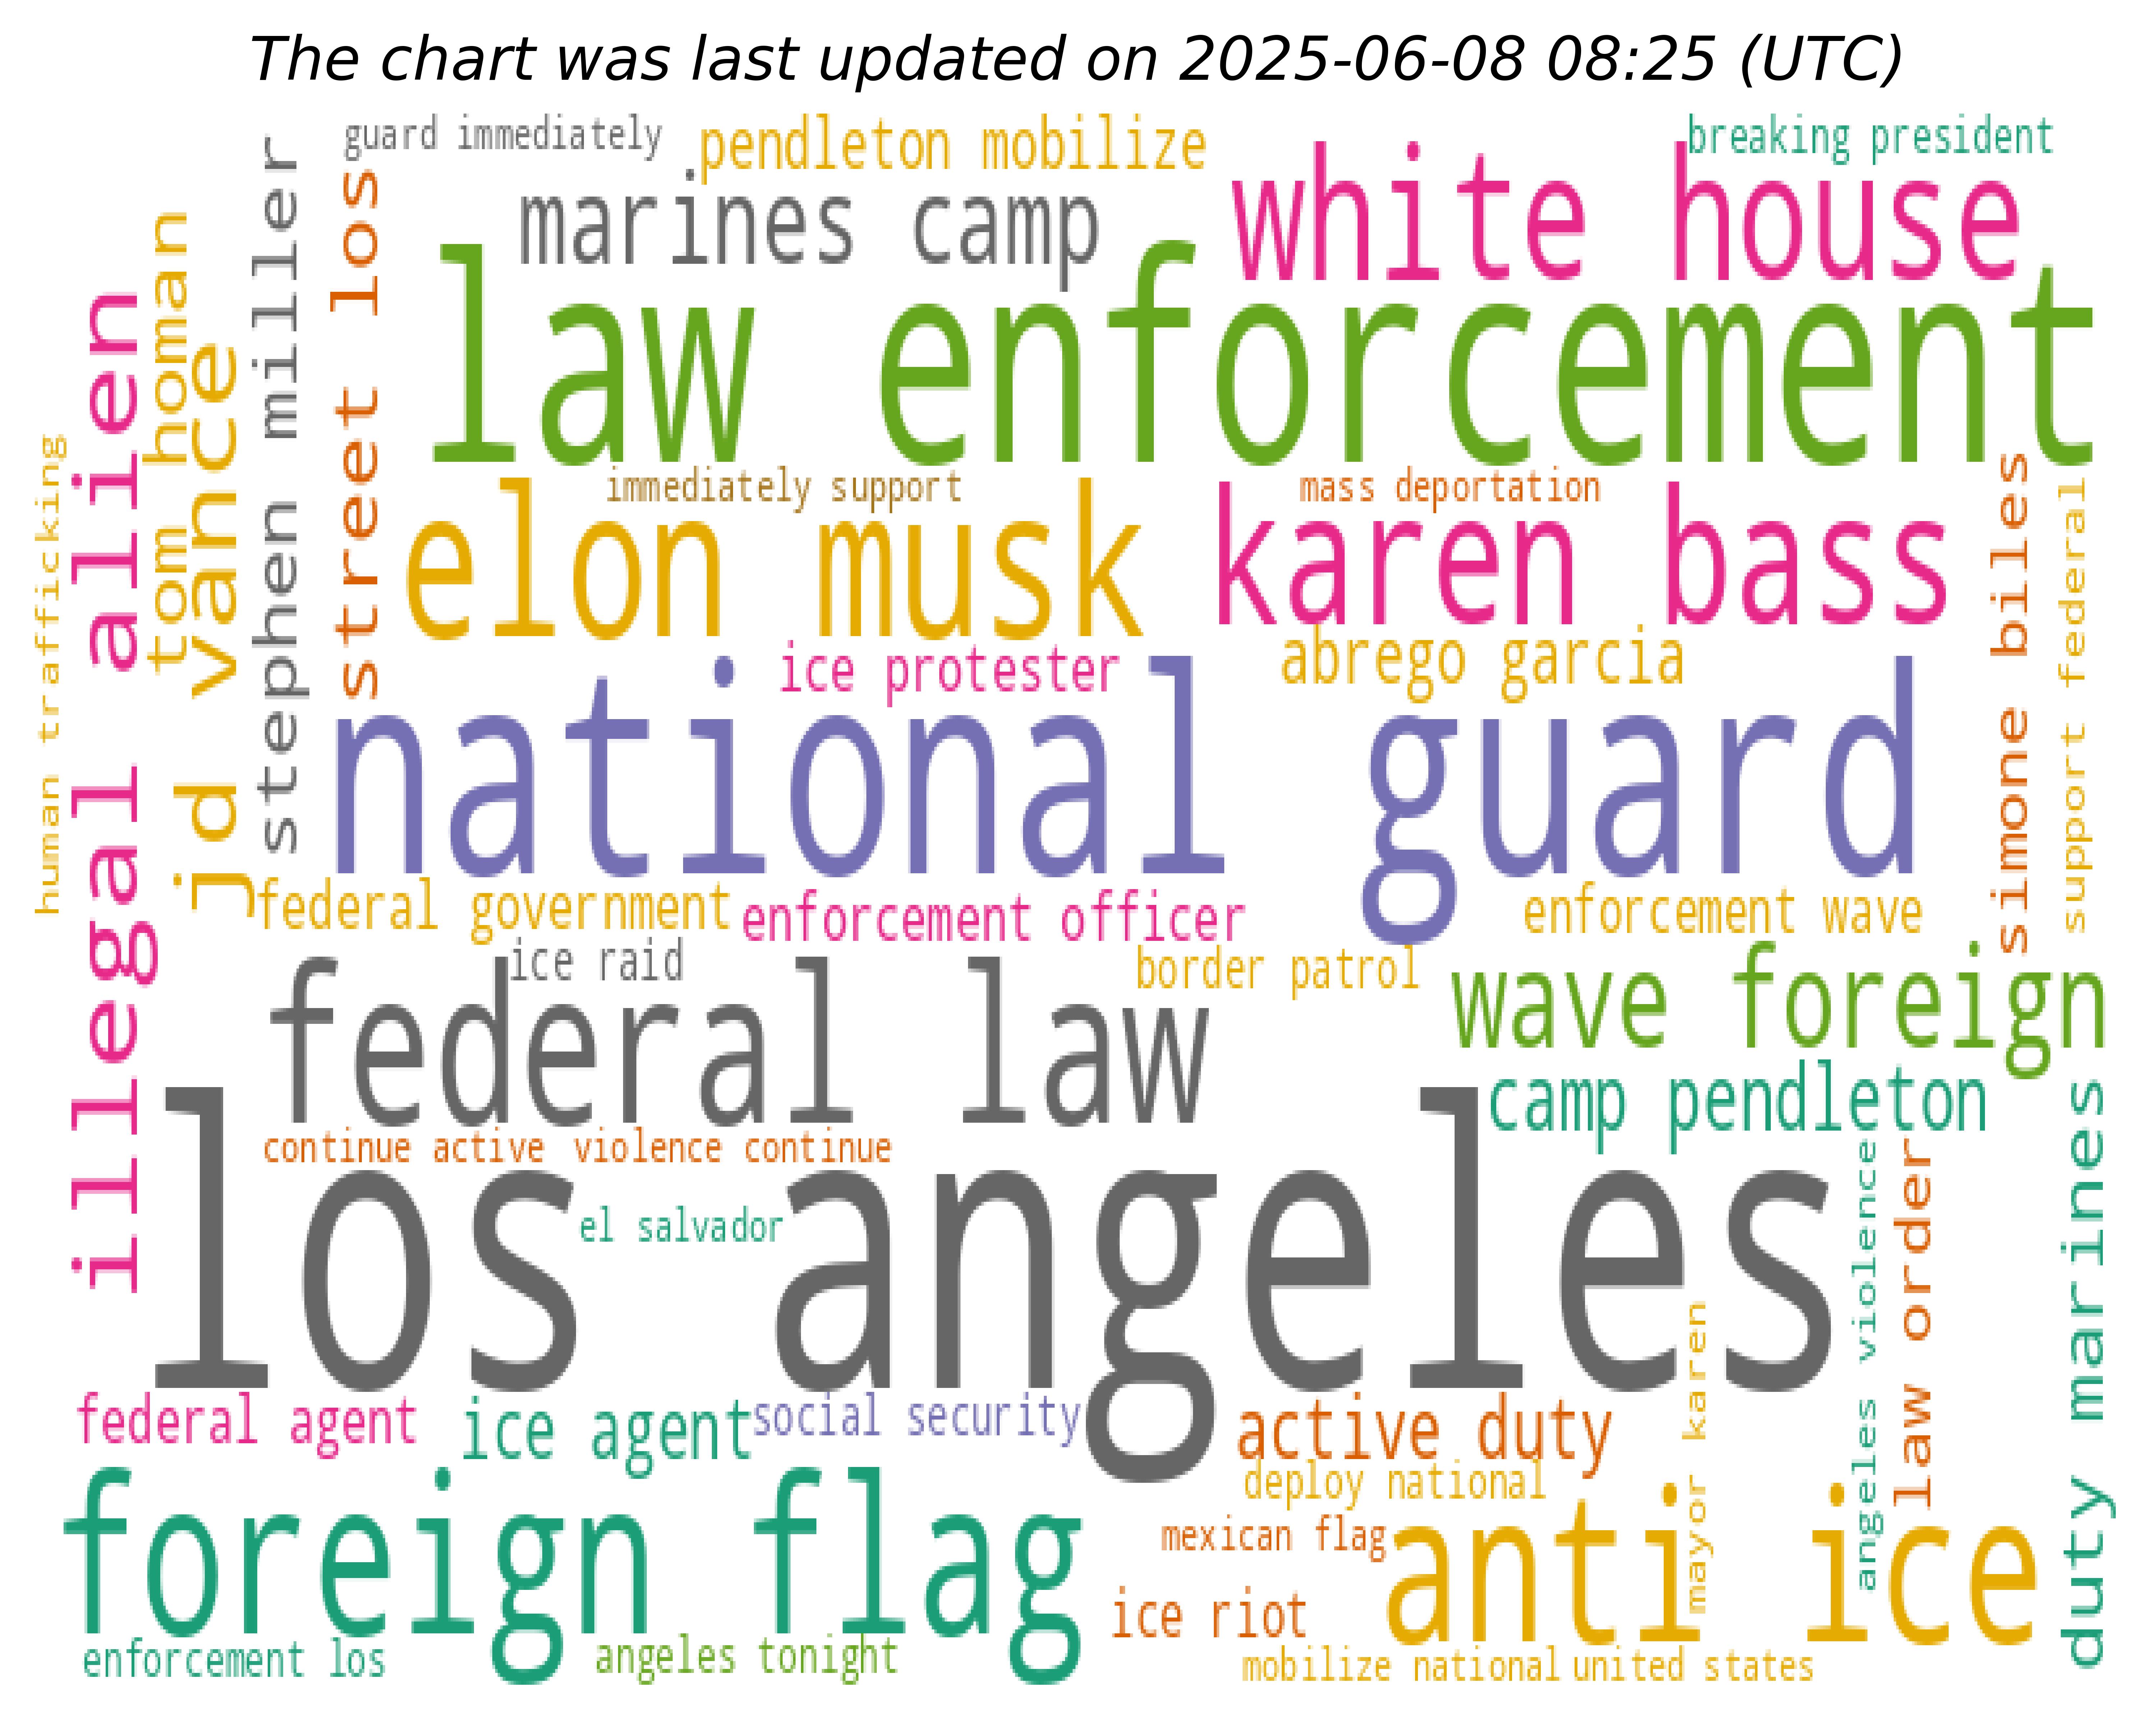 The chart was last updated on 2025-06-08 08:25 (UTC)
guard immediately
pendleton mobilize
breaking president
marines camp
white house
law enforcement
immediately support
mass deportation
elon musk
karen bass
ice protester
abrego garcia
national guard
federal government
enforcement officer
enforcement wave
ice raid
border patrol
federal law
wave foreign
camp pendleton
continue active
violence continue
los angeles
el salvador
federal agent
ice agent
social security
active duty
deploy national
foreign flag
mexican flag
anti ice
ice riot
enforcement los
angeles tonight
mobilize national
united states
human trafficking
illegal alien
tom homan
jd vance
stephen miller
street los
simone biles
support federal
mayor karen
angeles violence
law order
duty marines